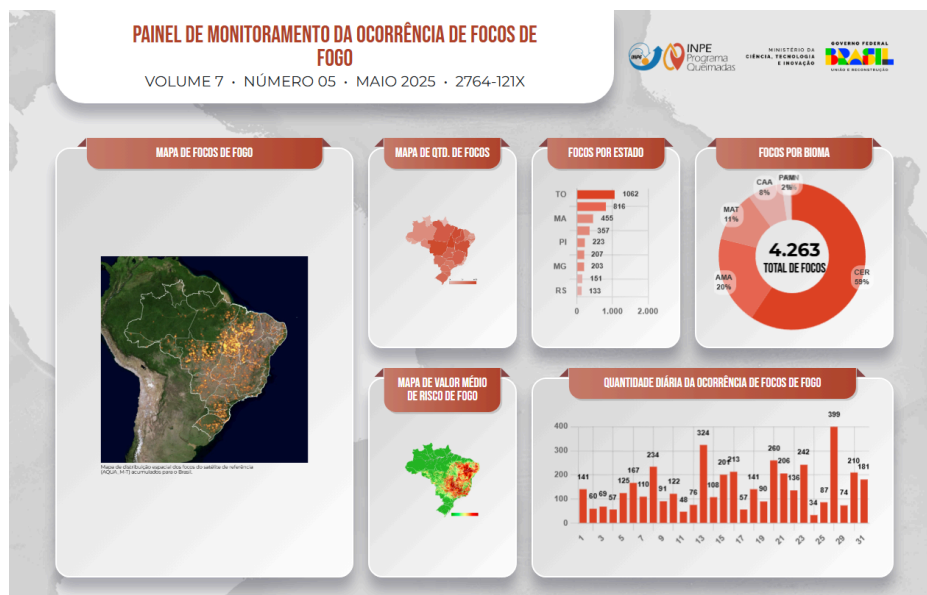 PAINEL DE MONITORAMENTO DA OCORRÊNCIA DE FOCOS DE
FOGO
VOLUME 7 • NÚMERO 05 • MAIO 2025 • 2764-121X
INPE
INPE
Programa
Queimadas
MINISTÉRIO DA
CIÊNCIA, TECNOLOGIA
E INOVAÇÃO
GOVERNO FEDERAL
BRASIL
UNIÃO E RECONSTRUÇÃO
MAPA DE FOCOS DE FOGO
Mapa de distribuição espacial dos focos do satélite de referência
(AQUA_M-T) acumulados para o Brasil.
MAPA DE QTD. DE FOCOS
FOCOS POR ESTADO
TO 1062
816
MA 455
357
PI 223
207
MG 203
151
RS 133
0 1.000 2.000
FOCOS POR BIOMA
CAA
8%
PAN
2%
MAT
11%
AMA
20%
CER
59%
4.263
TOTAL DE FOCOS
MAPA DE VALOR MÉDIO
DE RISCO DE FOGO
QUANTIDADE DIÁRIA DA OCORRÊNCIA DE FOCOS DE FOGO
400
300
200
100
0
141 60 69 57 125 167 110 234 91 122 48 76 324 108 201 213 57 141 90 260 206 136 242 34 87 399 74 210 181
1 3 5 7 9 11 13 15 17 19 21 23 25 27 29 31